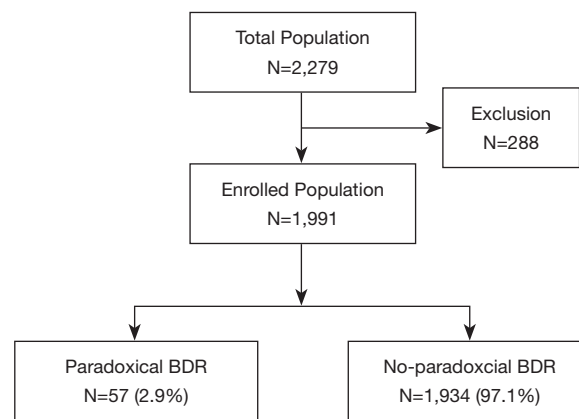 Total Population
N=2,279
Exclusion
N=288
Enrolled Population
N=1,991
Paradoxical BDR
N=57 (2.9%)
No-paradoxcial BDR
N=1,934 (97.1%)